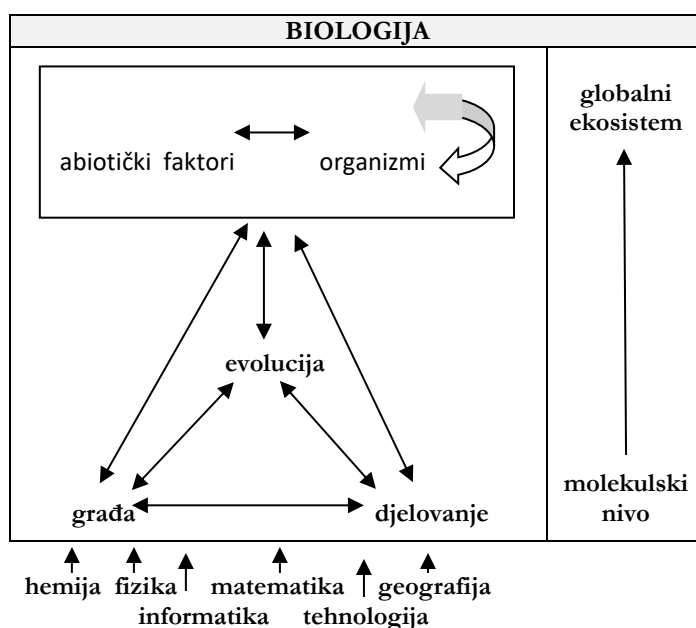 BIOLOGIJA
abiotički faktori
organizmi
globalni
ekosistem
evolucija
građa
djelovanje
molekulski
nivo
hemija fizika matematika geografija
informatika tehnologija